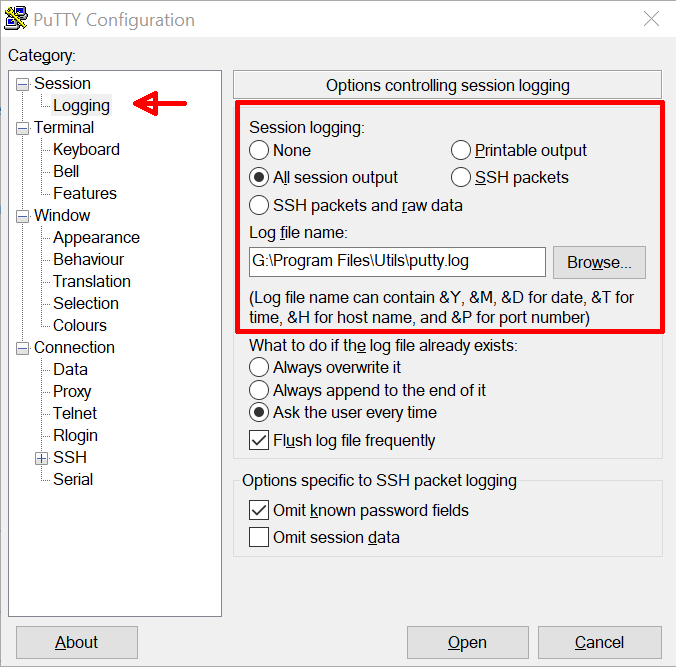 PuTTY Configuration
Category:
Session
Logging
Terminal
Keyboard
Bell
Features
Window
Appearance
Behaviour
Translation
Selection
Colours
Connection
Data
Proxy
Telnet
Rlogin
SSH
Serial
Options controlling session logging
Session logging:
None
Printable output
All session output
SSH packets
SSH packets and raw data
Log file name:
G:\Program Files\Utils\putty.log
Browse...
(Log file name can contain &Y, &M, &D for date, &T for
time, &H for host name, and &P for port number)
What to do if the log file already exists:
Always overwrite it
Always append to the end of it
Ask the user every time
Flush log file frequently
Options specific to SSH packet logging
Omit known password fields
Omit session data
About
Open
Cancel